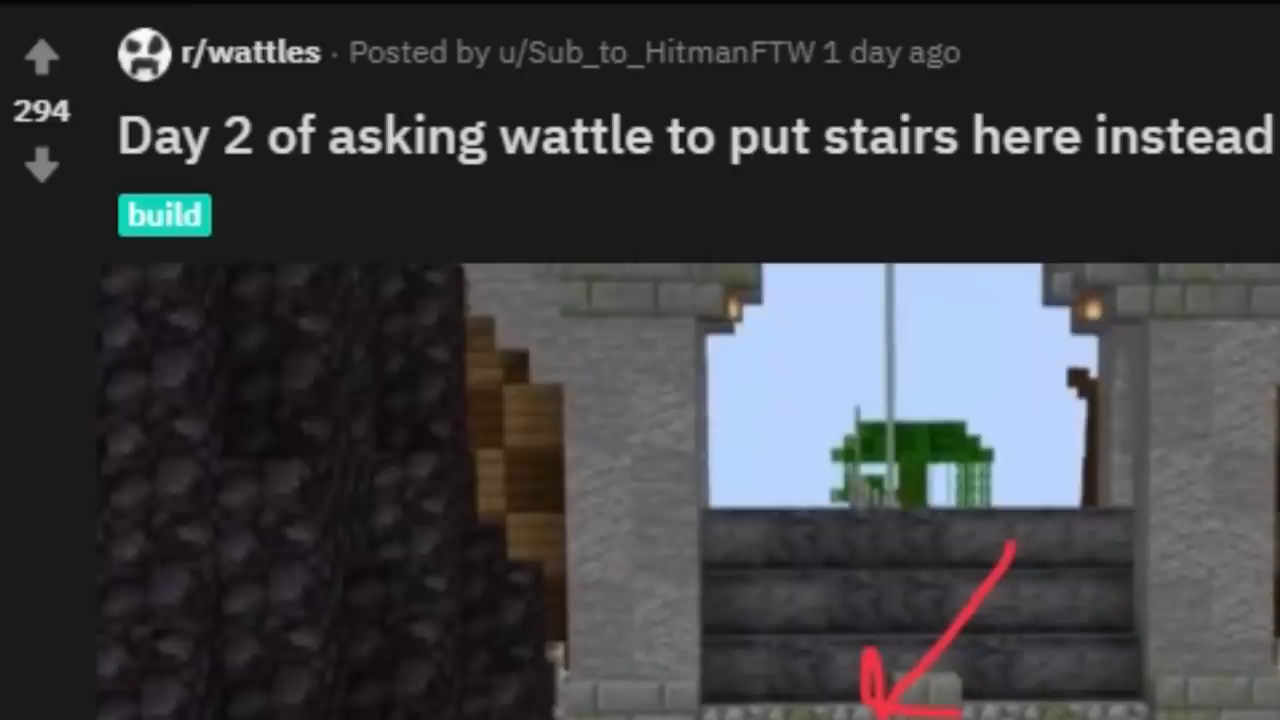 r/wattles · Posted by u/Sub_to_HitmanFTW 1 day ago
294
Day 2 of asking wattle to put stairs here instead
build